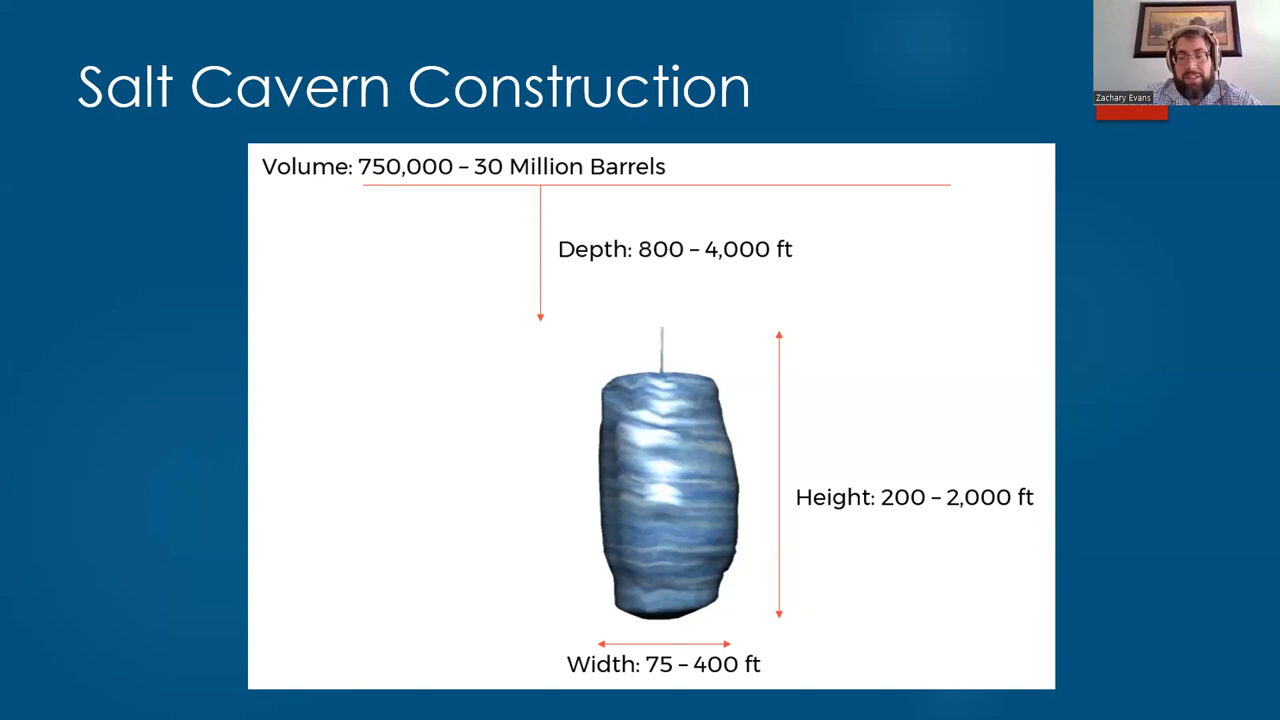 Salt Cavern Construction
Zachary Evans
Volume: 750,000 – 30 Million Barrels
Depth: 800 – 4,000 ft
Height: 200 – 2,000 ft
Width: 75 – 400 ft